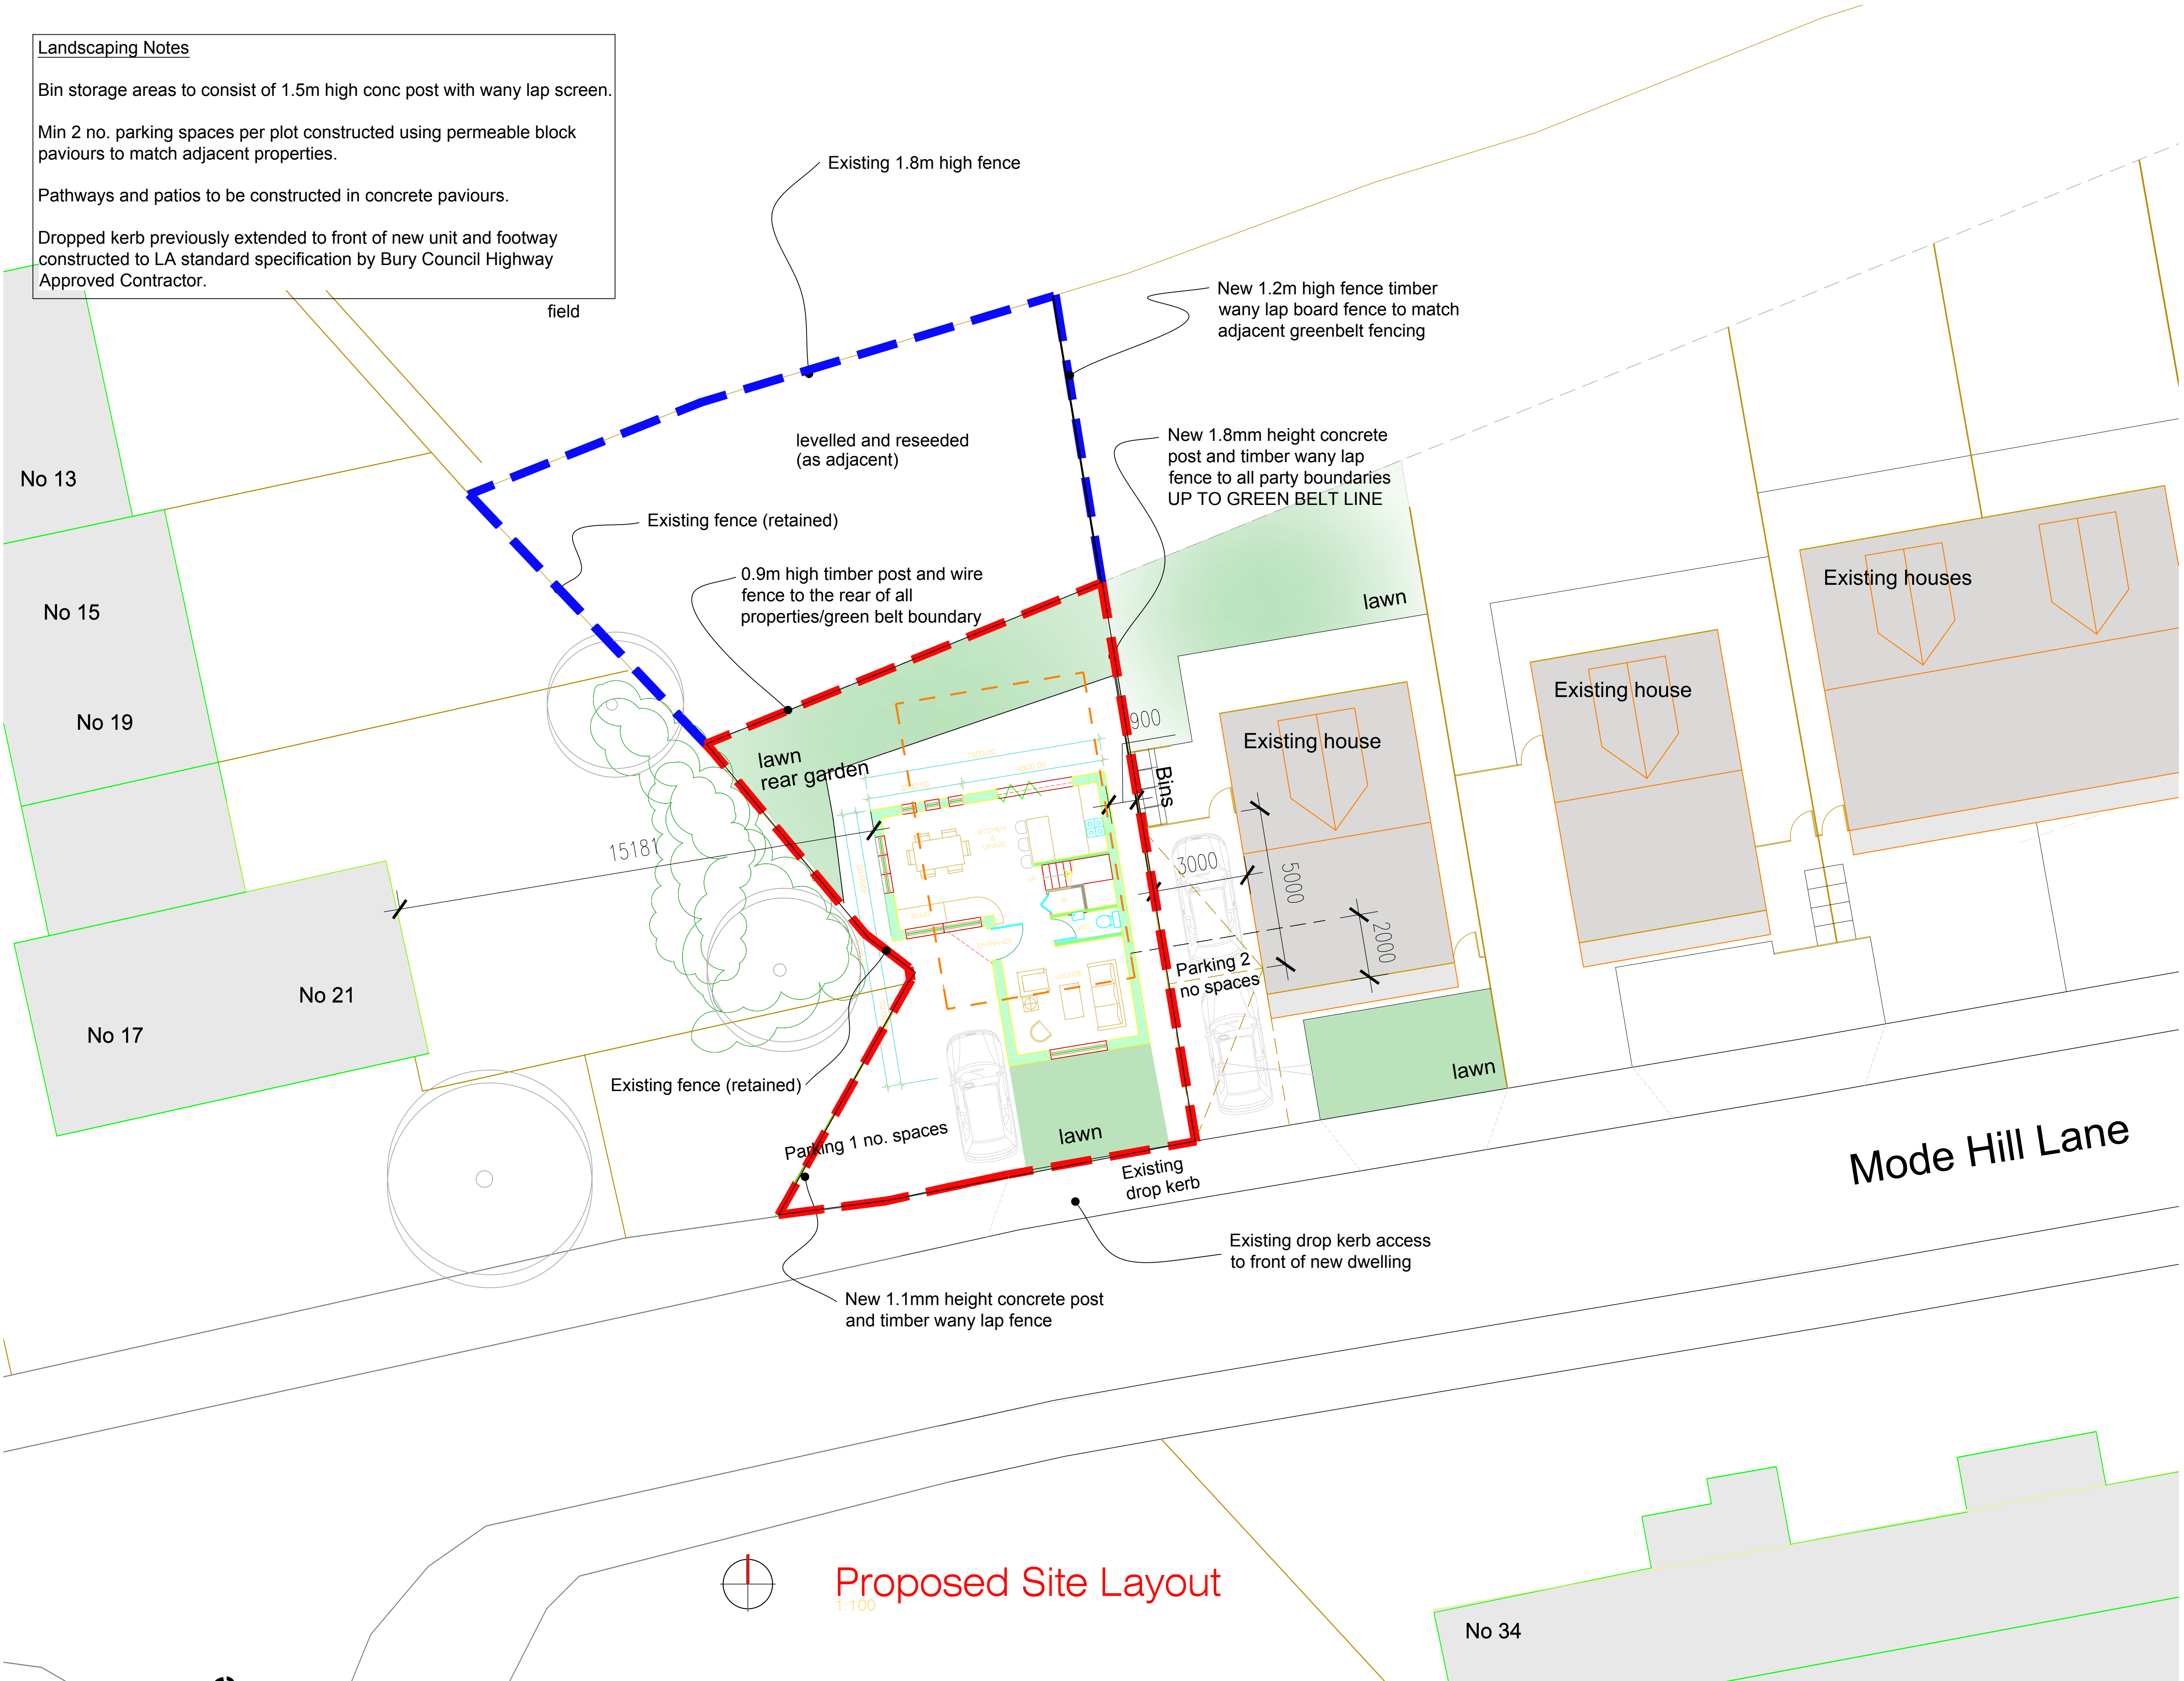 Landscaping Notes
Bin storage areas to consist of 1.5m high conc post with wany lap screen.
Min 2 no. parking spaces per plot constructed using permeable block
paviours to match adjacent properties.
Pathways and patios to be constructed in concrete paviours.
Dropped kerb previously extended to front of new unit and footway
constructed to LA standard specification by Bury Council Highway
Approved Contractor.
field
Existing 1.8m high fence
New 1.2m high fence timber
wany lap board fence to match
adjacent greenbelt fencing
levelled and reseeded
(as adjacent)
New 1.8mm height concrete
post and timber wany lap
fence to all party boundaries
UP TO GREEN BELT LINE
Existing fence (retained)
0.9m high timber post and wire
fence to the rear of all
properties/green belt boundary
No 13
No 15
No 19
No 21
No 17
lawn
Existing houses
Existing house
Existing house
900
lawn
rear garden
Bins
7800.00
4500.00
15181
KITCHEN
&
DINING
UP
3000
5000
2000
ENTRANCE
WC
LOUNGE
Parking 2
no spaces
Existing fence (retained)
Parking 1 no. spaces
lawn
lawn
Existing
drop kerb
Mode Hill Lane
Existing drop kerb access
to front of new dwelling
New 1.1mm height concrete post
and timber wany lap fence
Proposed Site Layout
1:100
No 34